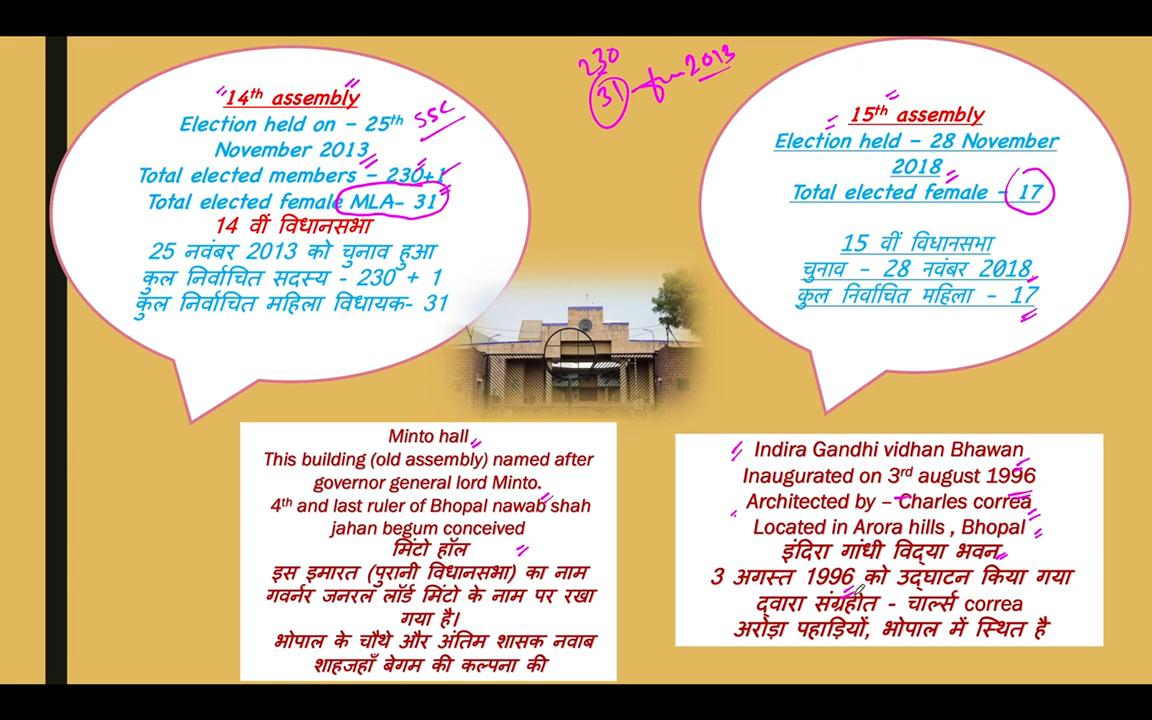 14th assembly
Election held on – 25th
November 2013
Total elected members – 230+1
Total elected female MLA– 31
14 वीं विधानसभा
25 नवंबर 2013 को चुनाव हुआ
कुल निर्वाचित सदस्य - 230 + 1
कुल निर्वाचित महिला विधायक- 31
SSC
230
31 2013
15th assembly
Election held – 28 November
2018
Total elected female – 17
15 वीं विधानसभा
चुनाव – 28 नवंबर 2018
कुल निर्वाचित महिला – 17
Minto hall
This building (old assembly) named after
governor general lord Minto.
4th and last ruler of Bhopal nawab shah
jahan begum conceived
मिंटो हॉल
इस इमारत (पुरानी विधानसभा) का नाम
गवर्नर जनरल लॉर्ड मिंटो के नाम पर रखा
गया है।
भोपाल के चौथे और अंतिम शासक नवाब
शाहजहाँ बेगम की कल्पना की
Indira Gandhi vidhan Bhawan
Inaugurated on 3rd august 1996
Architected by – Charles correa
Located in Arora hills , Bhopal
इंदिरा गांधी विद्या भवन
3 अगस्त 1996 को उद्घाटन किया गया
द्वारा संग्रहीत - चार्ल्स correa
अरोड़ा पहाड़ियों, भोपाल में स्थित है